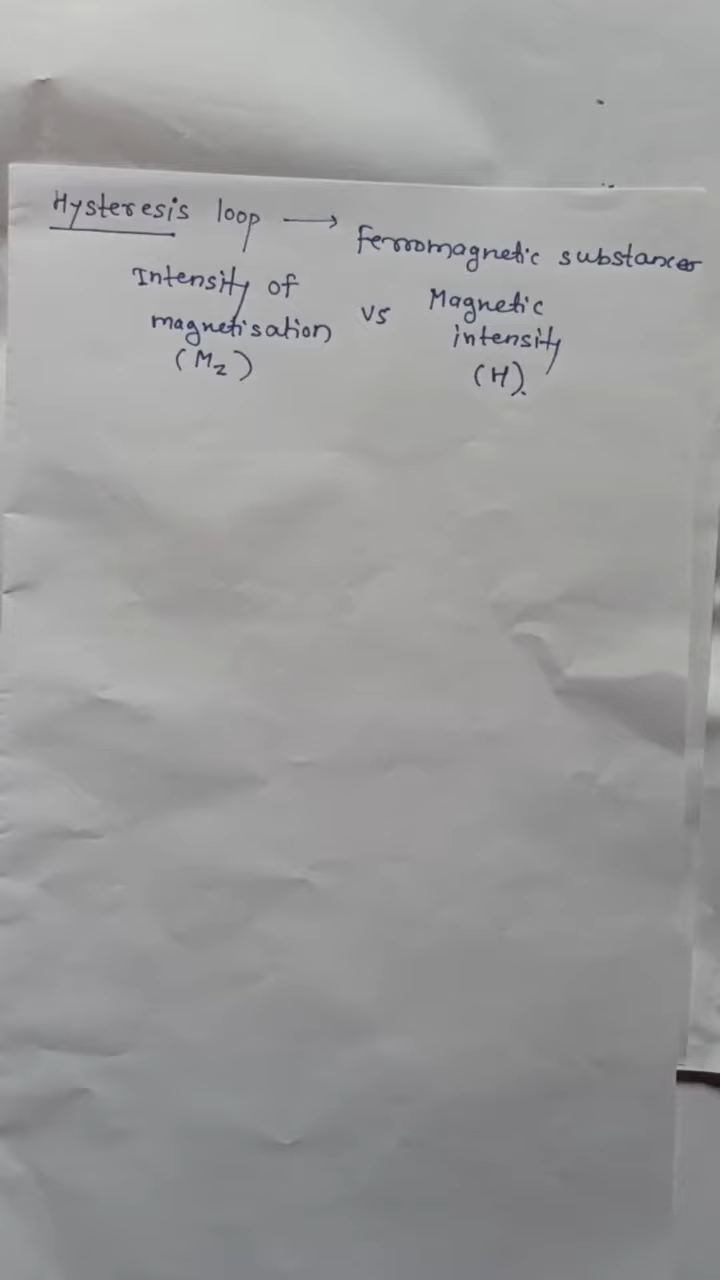 Hysteresis loop → Ferromagnetic substances
Intensity of
magnetisation
(Mz)
vs
Magnetic
intensity
(H).